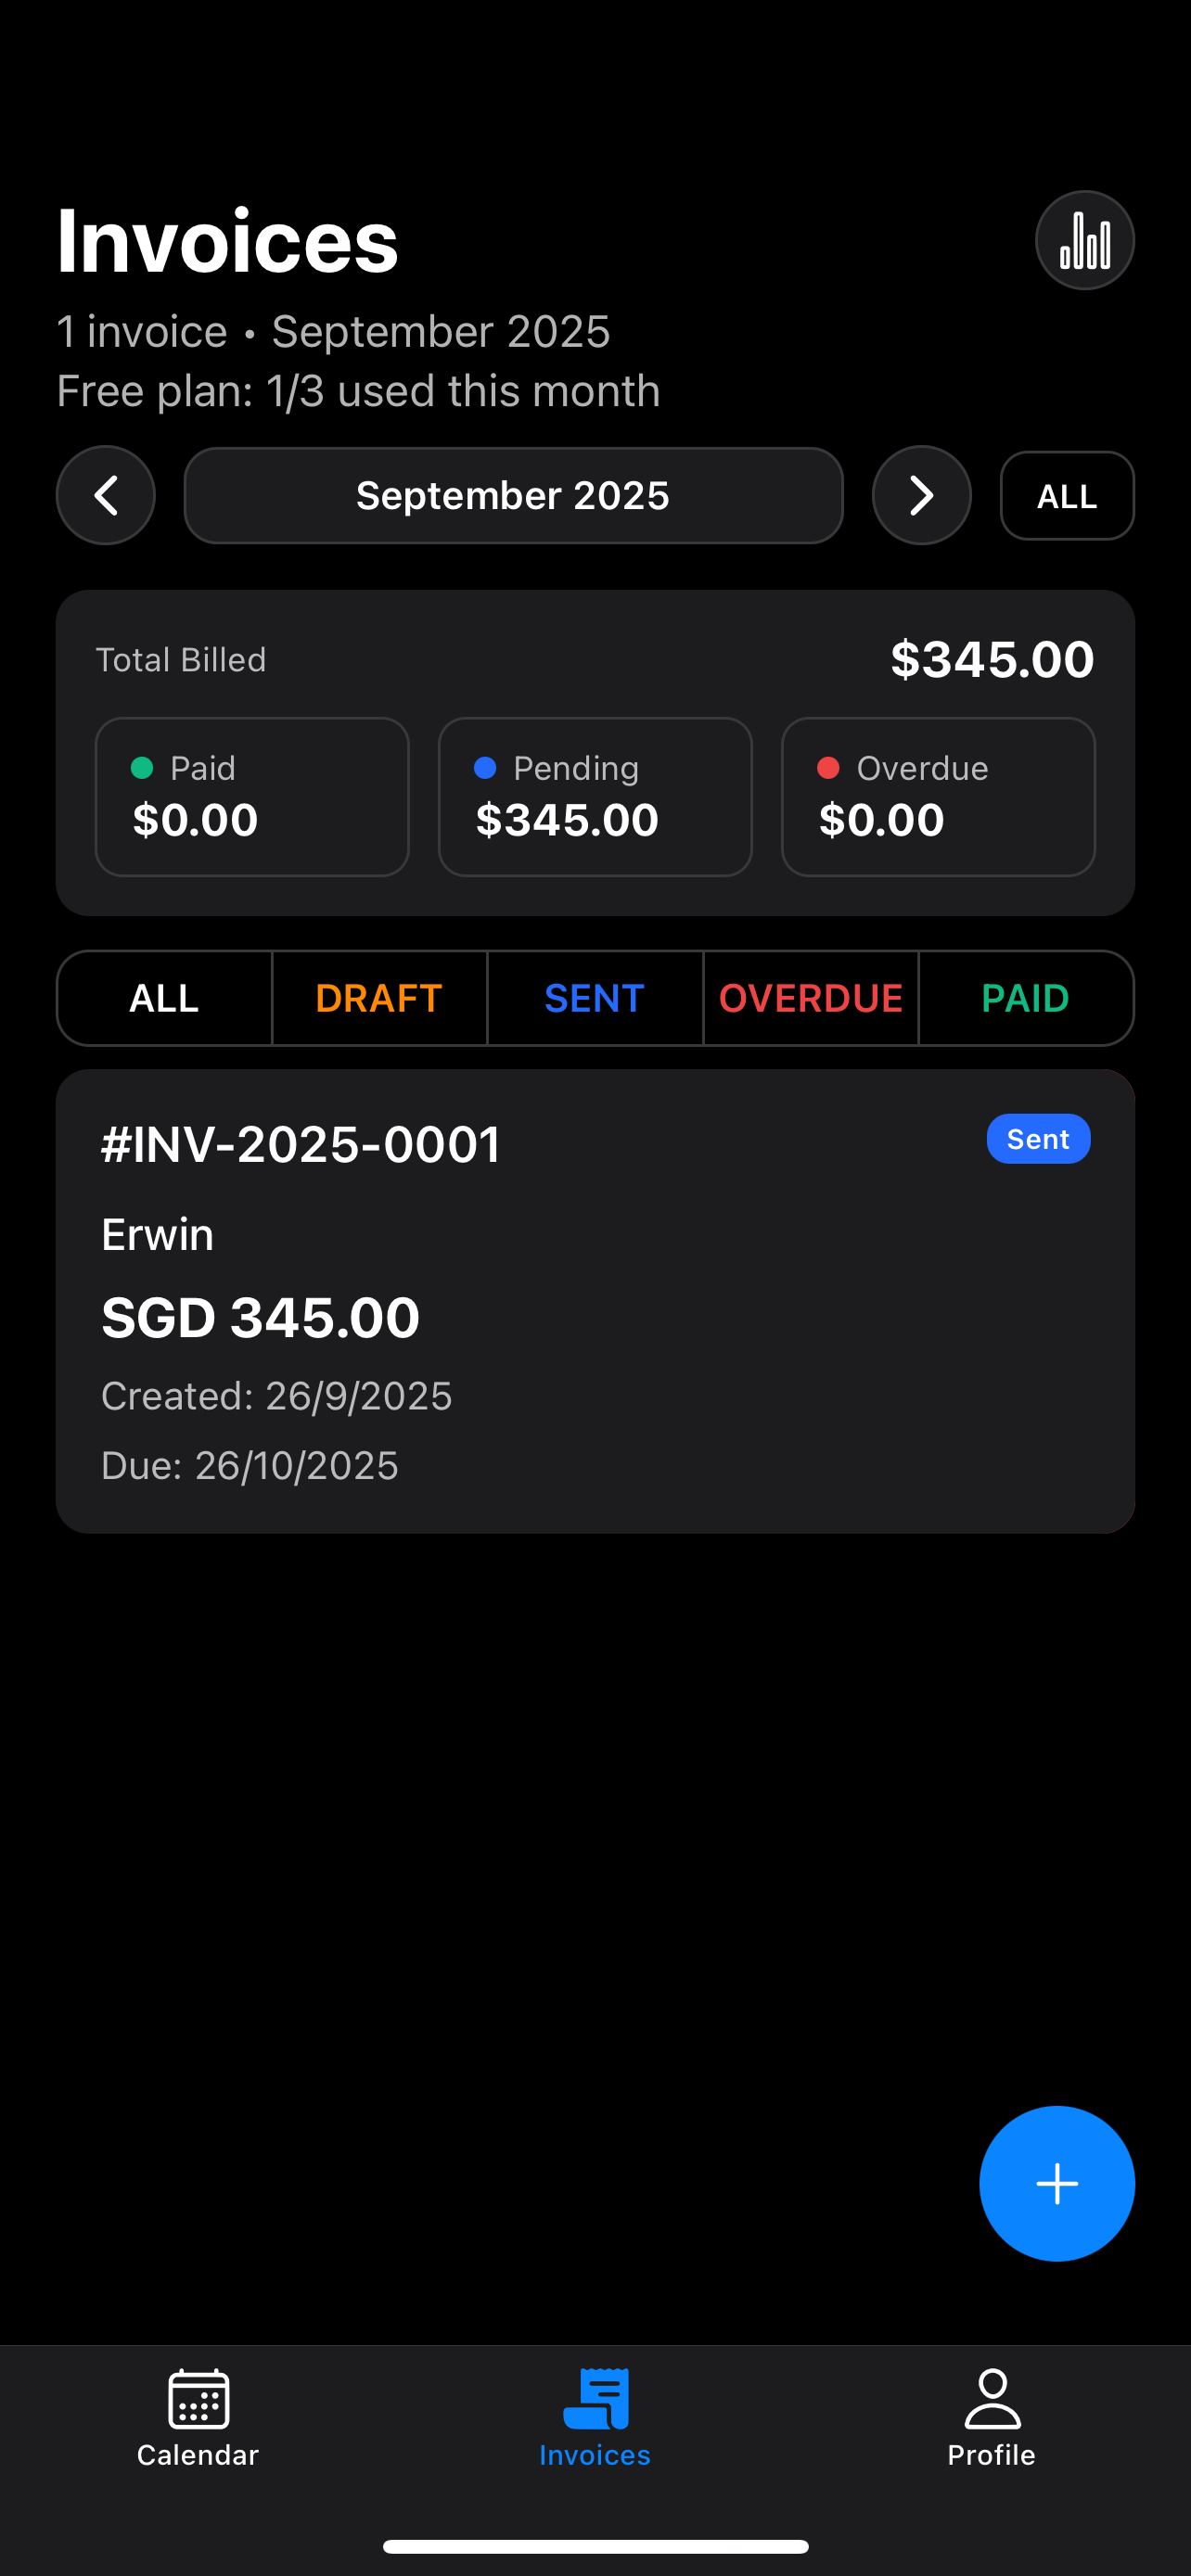 Invoices
1 invoice • September 2025
Free plan: 1/3 used this month
September 2025
ALL
Total Billed
$345.00
Paid
$0.00
Pending
$345.00
Overdue
$0.00
ALL
DRAFT
SENT
OVERDUE
PAID
#INV-2025-0001
Sent
Erwin
SGD 345.00
Created: 26/9/2025
Due: 26/10/2025
Calendar
Invoices
Profile